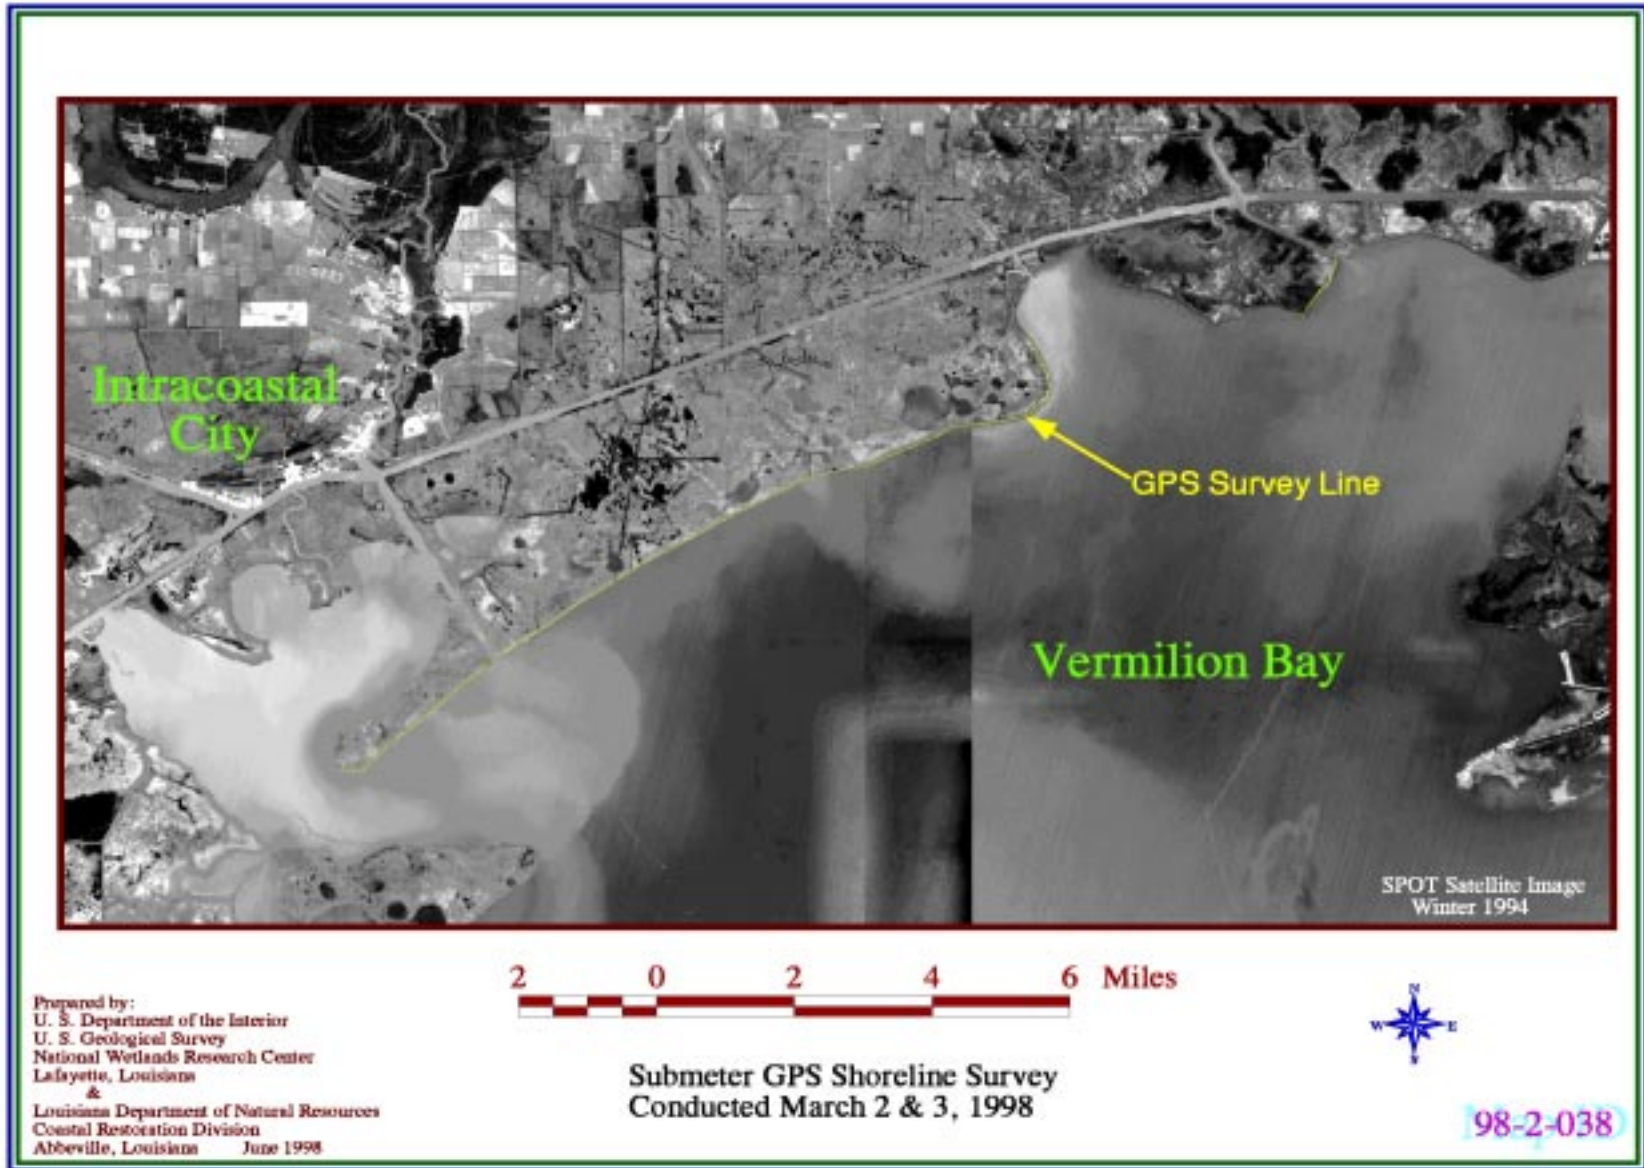 Intracoastal
City
GPS Survey Line
Vermilion Bay
SPOT Satellite Image
Winter 1994
2 0 2 4 6 Miles
Prepared by:
U. S. Department of the Interior
U. S. Geological Survey
National Wetlands Research Center
Lafayette, Louisiana
&
Louisiana Department of Natural Resources
Coastal Restoration Division
Abbeville, Louisiana June 1998
Submeter GPS Shoreline Survey
Conducted March 2 & 3, 1998
N
W E
S
98-2-038